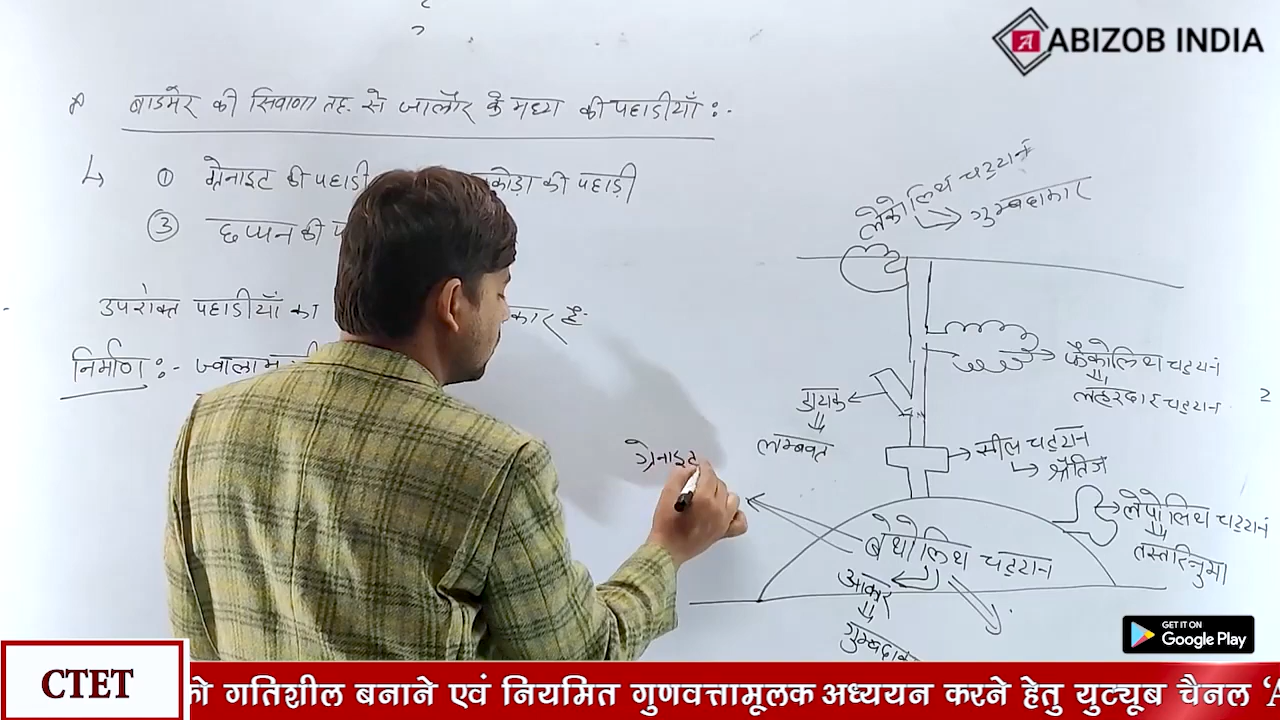 ABIZOB INDIA
बाडमेर की सिवाणा तह. से जालौर के मध्य की पहाडीयाँ :-
① ग्रेनाइट की पहाडी कोड़ा की पहाड़ी
③ छप्पन की
उपरोक्त पहाडीयाँ का कार है
निर्माण :- ज्वालाम
लैकोलिथ चट्टानं
गुम्बदाकार
फैकोलिथ चट्टानं
लहरदार चट्टान
डायक
लम्बवत
सील चट्टान
क्षैतिज
ग्रेनाइट
लेपोलिथ चट्टानं
तस्तरिनुमा
बेथोलिथ चट्टान
आकार
गुम्बदाक
GET IT ON
Google Play
CTET
को गतिशील बनाने एवं नियमित गुणवत्तामूलक अध्ययन करने हेतु युट्यूब चैनल ‘A